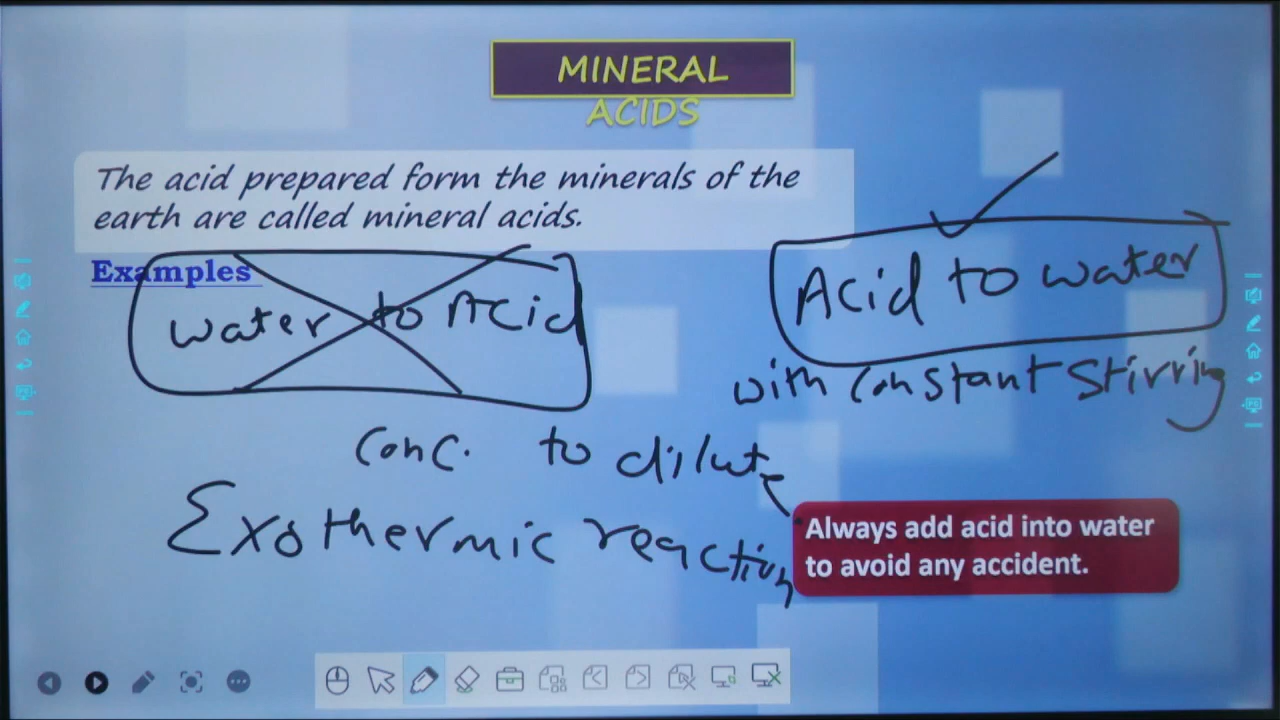 MINERAL
ACIDS
The acid prepared form the minerals of the
earth are called mineral acids.
Examples
water to Acid
Acid to water
with Constant Stirring
Conc. to dilute
Exothermic reaction
Always add acid into water
to avoid any accident.